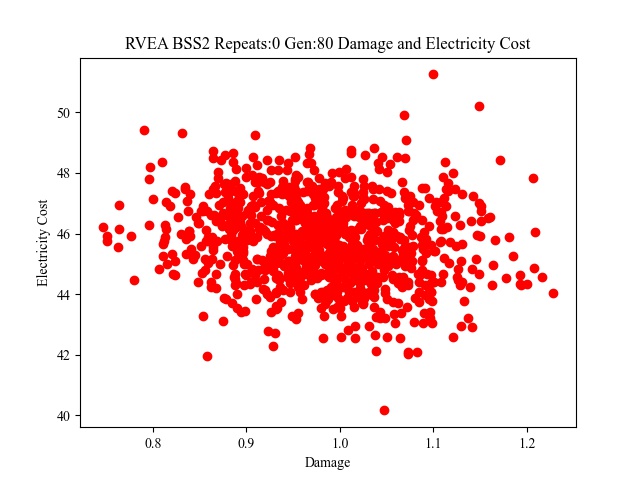 RVEA BSS2 Repeats:0 Gen:80 Damage and Electricity Cost
50
48
46
44
42
40
Electricity Cost
0.8 0.9 1.0 1.1 1.2
Damage